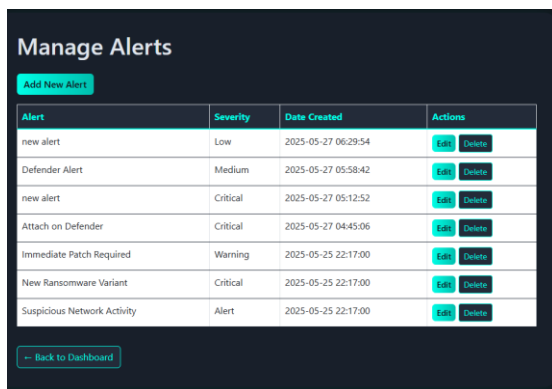 Manage Alerts
Add New Alert
Alert Severity Date Created Actions
new alert Low 2025-05-27 06:29:54 Edit Delete
Defender Alert Medium 2025-05-27 05:58:42 Edit Delete
new alert Critical 2025-05-27 05:12:52 Edit Delete
Attach on Defender Critical 2025-05-27 04:45:06 Edit Delete
Immediate Patch Required Warning 2025-05-25 22:17:00 Edit Delete
New Ransomware Variant Critical 2025-05-25 22:17:00 Edit Delete
Suspicious Network Activity Alert 2025-05-25 22:17:00 Edit Delete
← Back to Dashboard